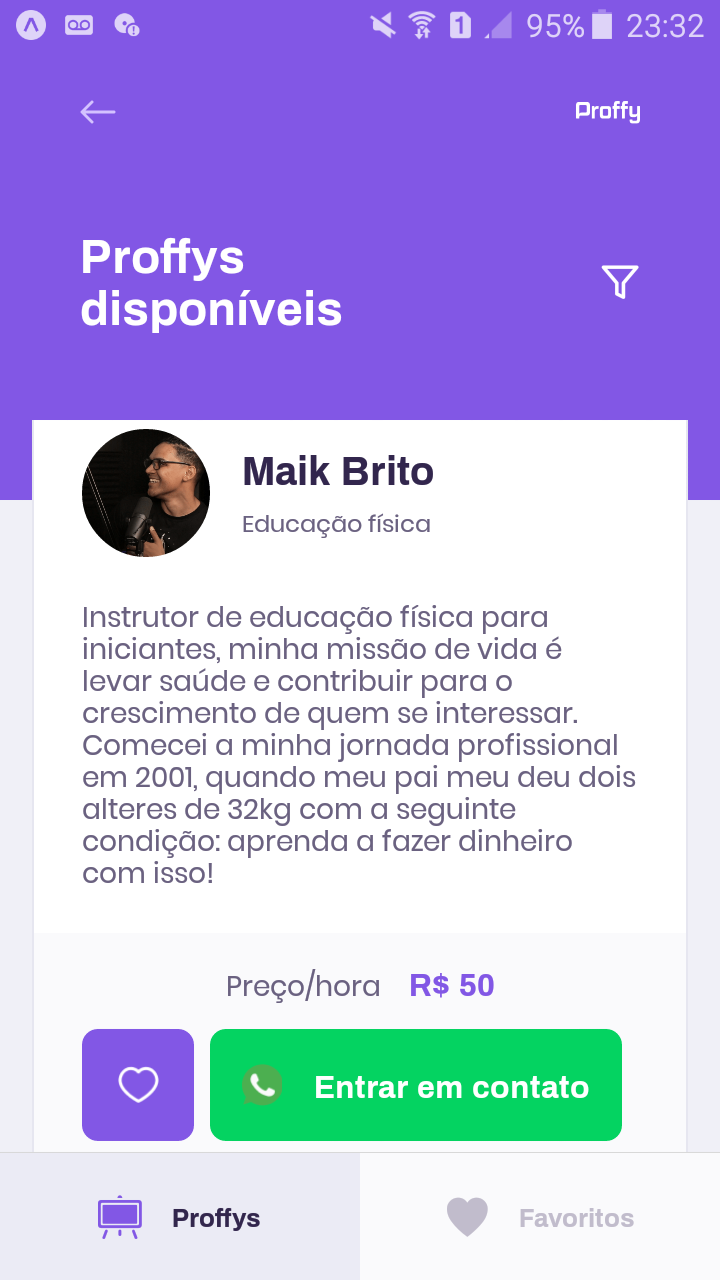 1 95% 23:32
Proffy
Proffys
disponíveis
Maik Brito
Educação física
Instrutor de educação física para
iniciantes, minha missão de vida é
levar saúde e contribuir para o
crescimento de quem se interessar.
Comecei a minha jornada profissional
em 2001, quando meu pai meu deu dois
alteres de 32kg com a seguinte
condição: aprenda a fazer dinheiro
com isso!
Preço/hora R$ 50
Entrar em contato
Proffys Favoritos